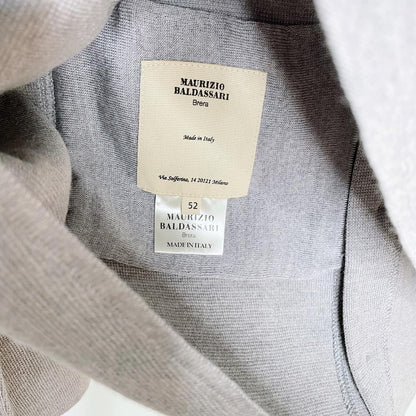 MAURIZIO
BALDASSARI
Brera
Made in Italy
Via Solferino, 14 20121 Milano
52
MAURIZIO
BALDASSARI
Brera
MADE IN ITALY